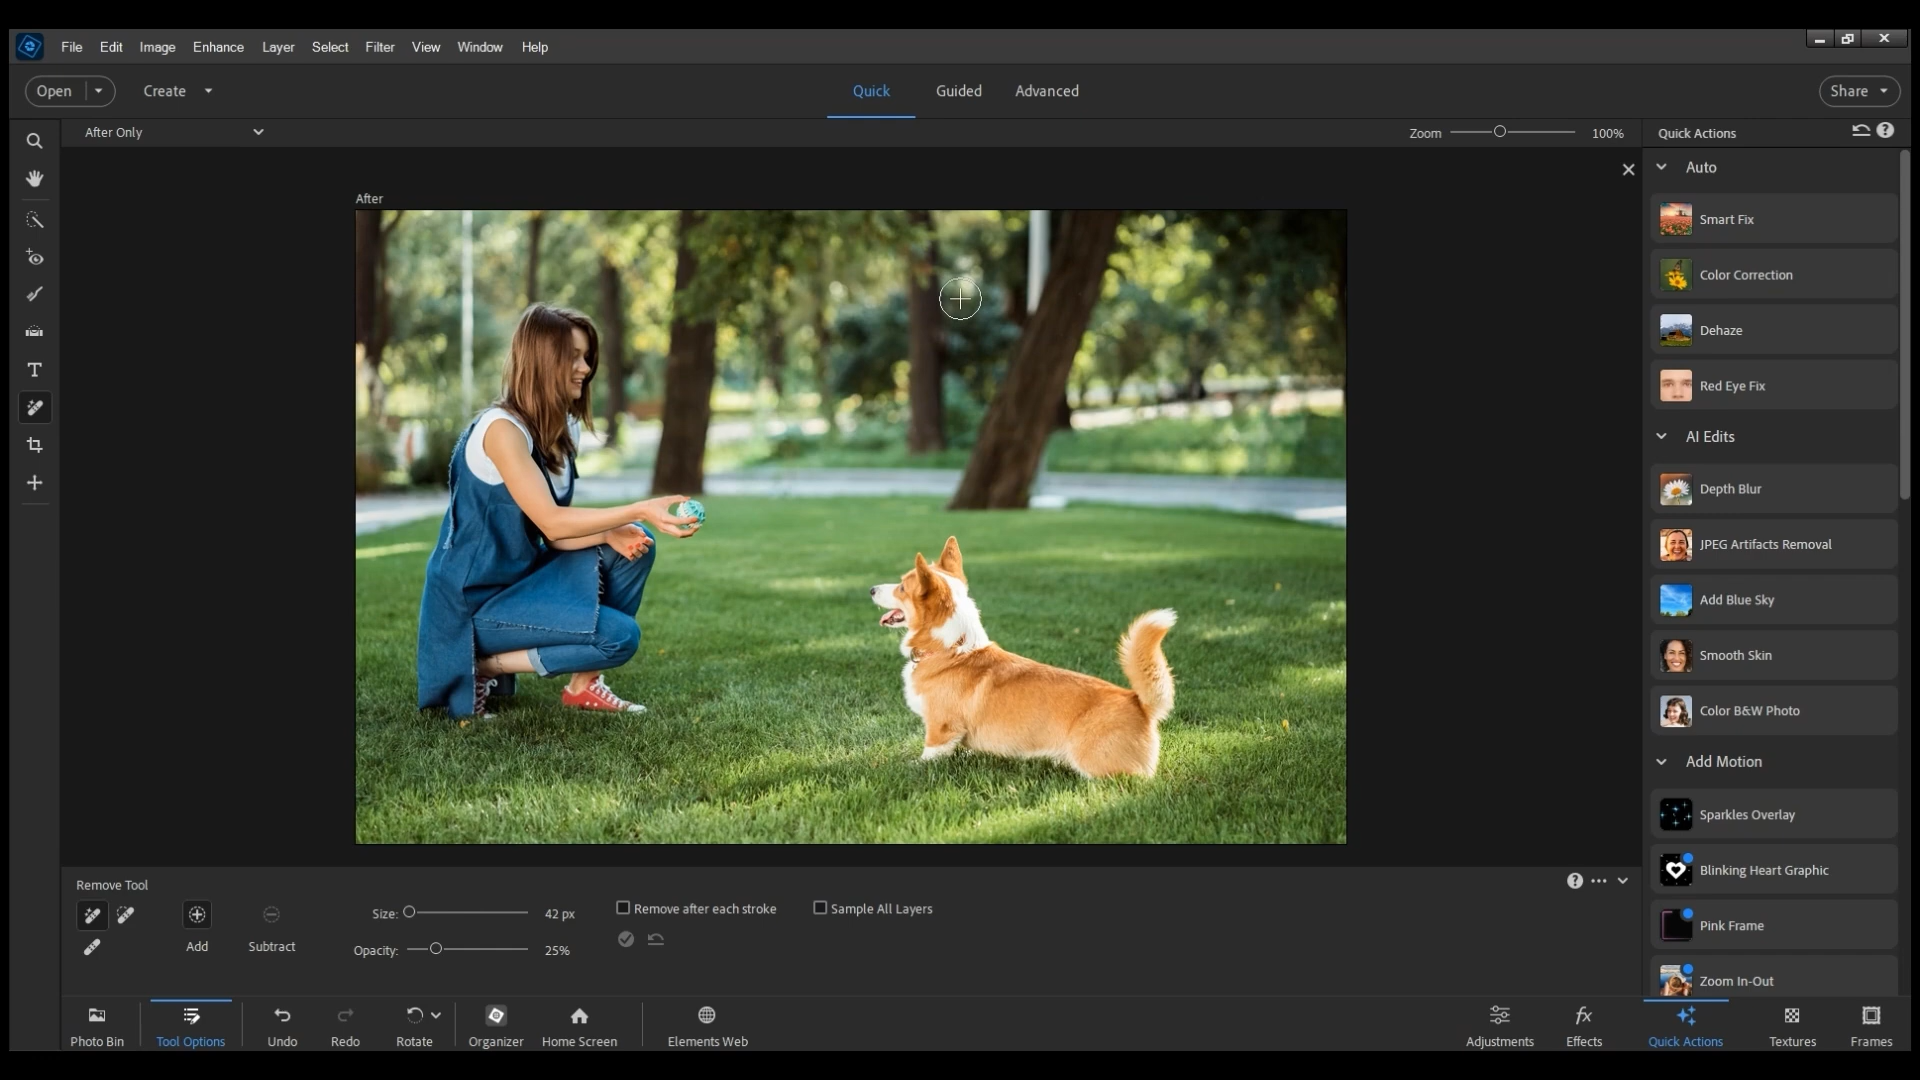 File Edit Image Enhance Layer Select Filter View Window Help
Open Create Quick Guided Advanced Share
After Only Zoom 100% Quick Actions
Auto
After
Smart Fix
Color Correction
Dehaze
Red Eye Fix
AI Edits
Depth Blur
JPEG Artifacts Removal
Add Blue Sky
Smooth Skin
Color B&W Photo
Add Motion
Sparkles Overlay
Blinking Heart Graphic
Pink Frame
Zoom In-Out
Remove Tool
Size: 42 px Remove after each stroke Sample All Layers
Add Subtract Opacity: 25%
Photo Bin Tool Options Undo Redo Rotate Organizer Home Screen Elements Web Adjustments Effects Quick Actions Textures Frames